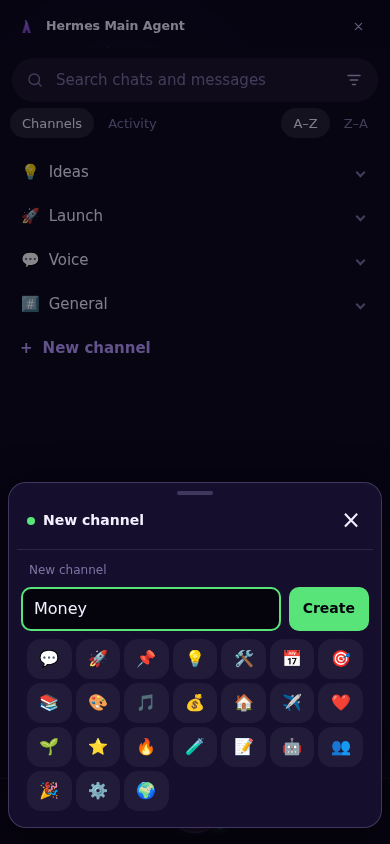 Hermes Main Agent
Search chats and messages
Channels Activity A–Z Z–A
💡 Ideas
🚀 Launch
💬 Voice
#️⃣ General
+ New channel
New channel
New channel
Money Create